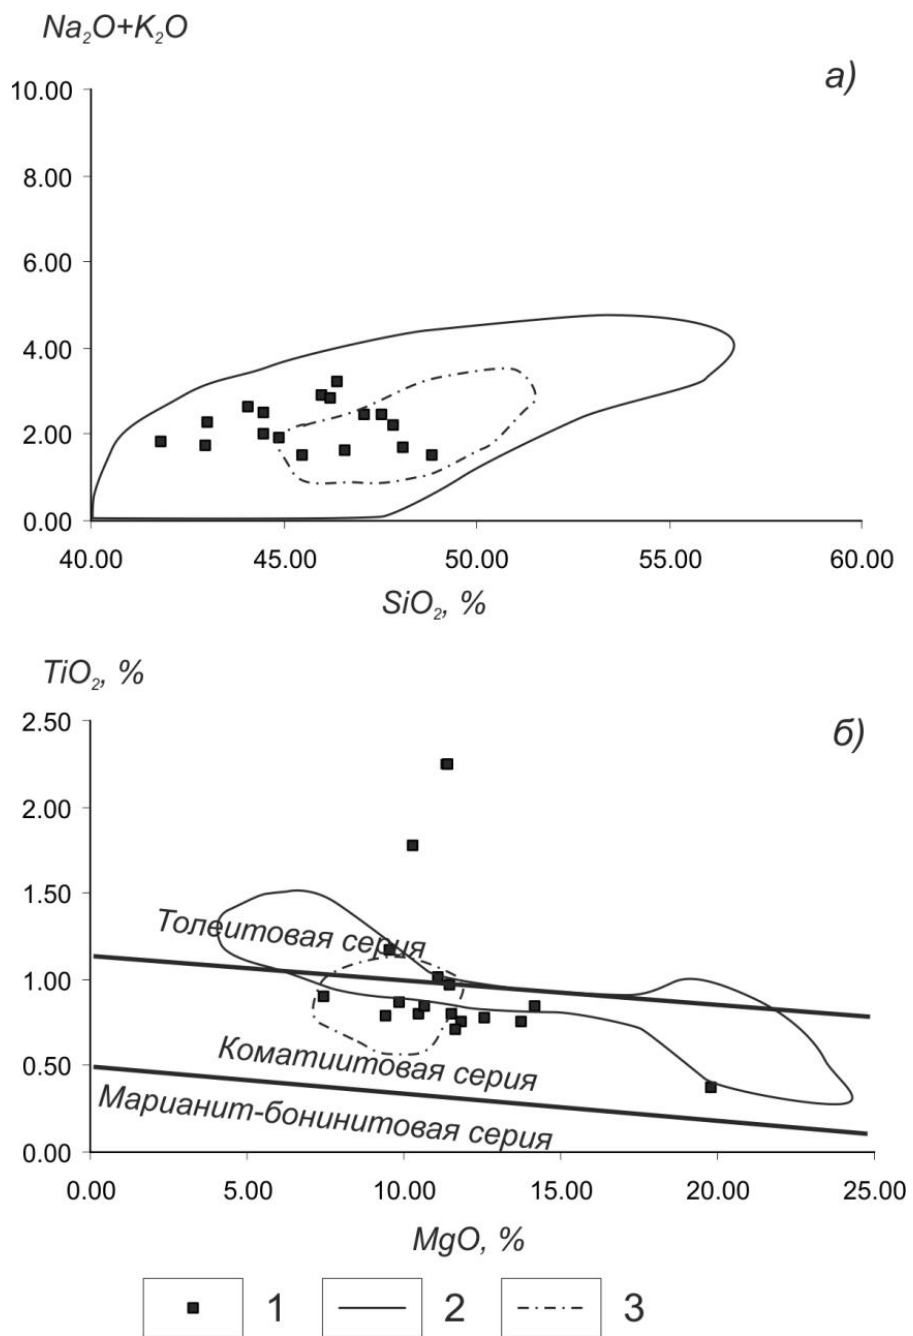 Na₂O+K₂O
а)
10.00
8.00
6.00
4.00
2.00
0.00
40.00 45.00 50.00 55.00 60.00
SiO₂, %
TiO₂, %
б)
2.50
2.00
1.50
Толеитовая серия
1.00
Коматиитовая серия
0.50
Марианит-бонинитовая серия
0.00
0.00 5.00 10.00 15.00 20.00 25.00
MgO, %
1 2 3